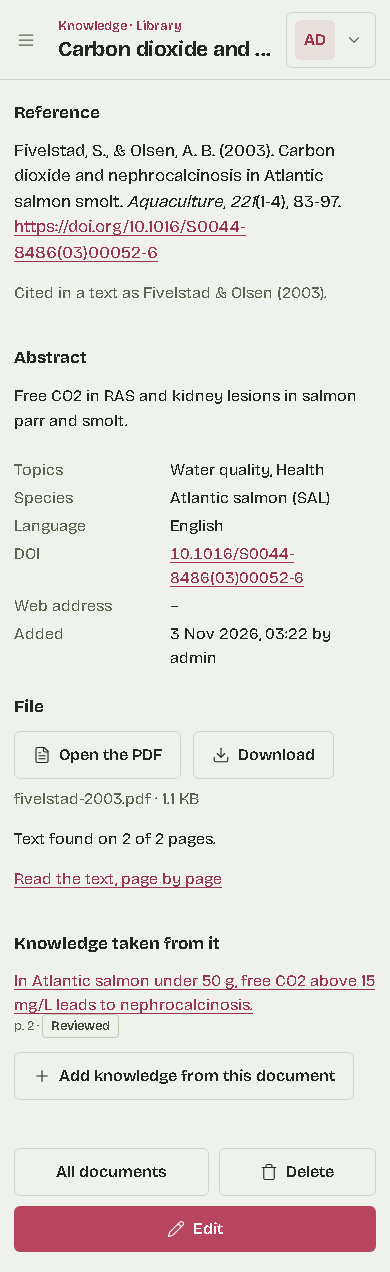 Knowledge · Library
Carbon dioxide and ...
AD
Reference
Fivelstad, S., & Olsen, A. B. (2003). Carbon
dioxide and nephrocalcinosis in Atlantic
salmon smolt. Aquaculture, 221(1-4), 83-97.
https://doi.org/10.1016/S0044-
8486(03)00052-6
Cited in a text as Fivelstad & Olsen (2003).
Abstract
Free CO2 in RAS and kidney lesions in salmon
parr and smolt.
Topics Water quality, Health
Species Atlantic salmon (SAL)
Language English
DOI 10.1016/S0044-
8486(03)00052-6
Web address –
Added 3 Nov 2026, 03:22 by
admin
File
Open the PDF Download
fivelstad-2003.pdf · 1.1 KB
Text found on 2 of 2 pages.
Read the text, page by page
Knowledge taken from it
In Atlantic salmon under 50 g, free CO2 above 15
mg/L leads to nephrocalcinosis.
p. 2 · Reviewed
Add knowledge from this document
All documents Delete
Edit